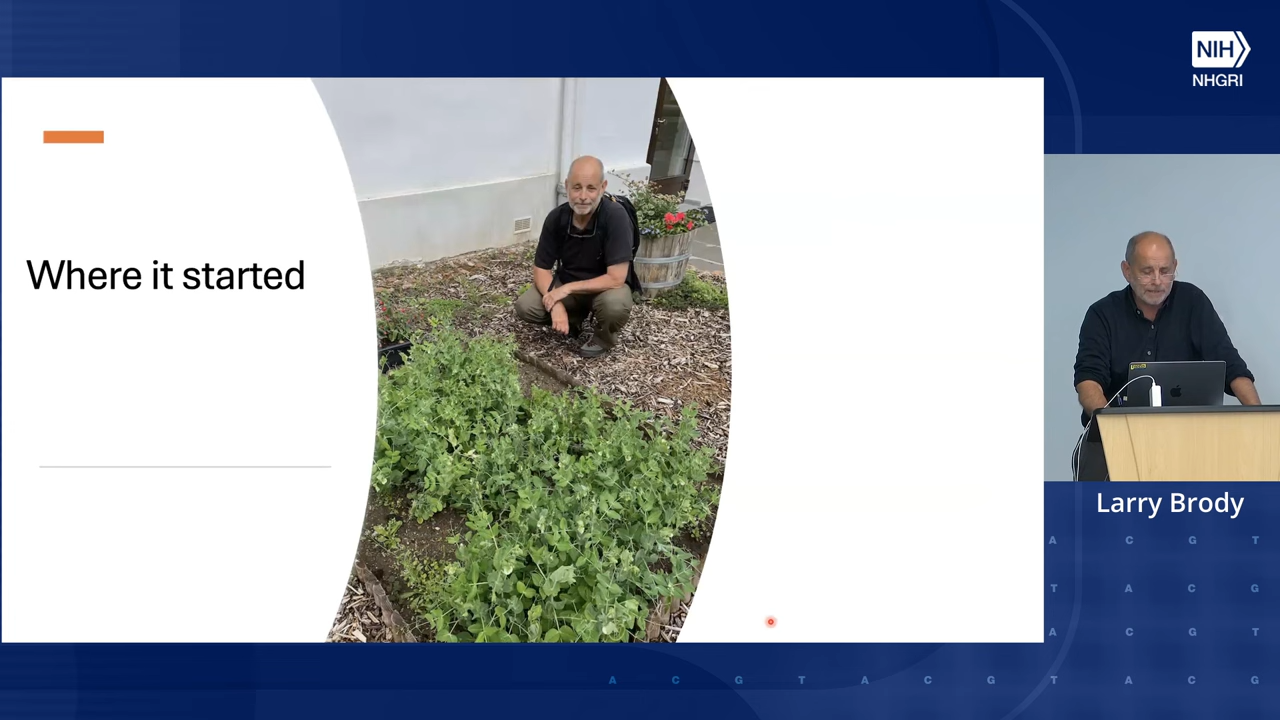 NIH
NHGRI
Where it started
Larry Brody
A C G T
T A C G
A C G T
A C G T A C G T A C G